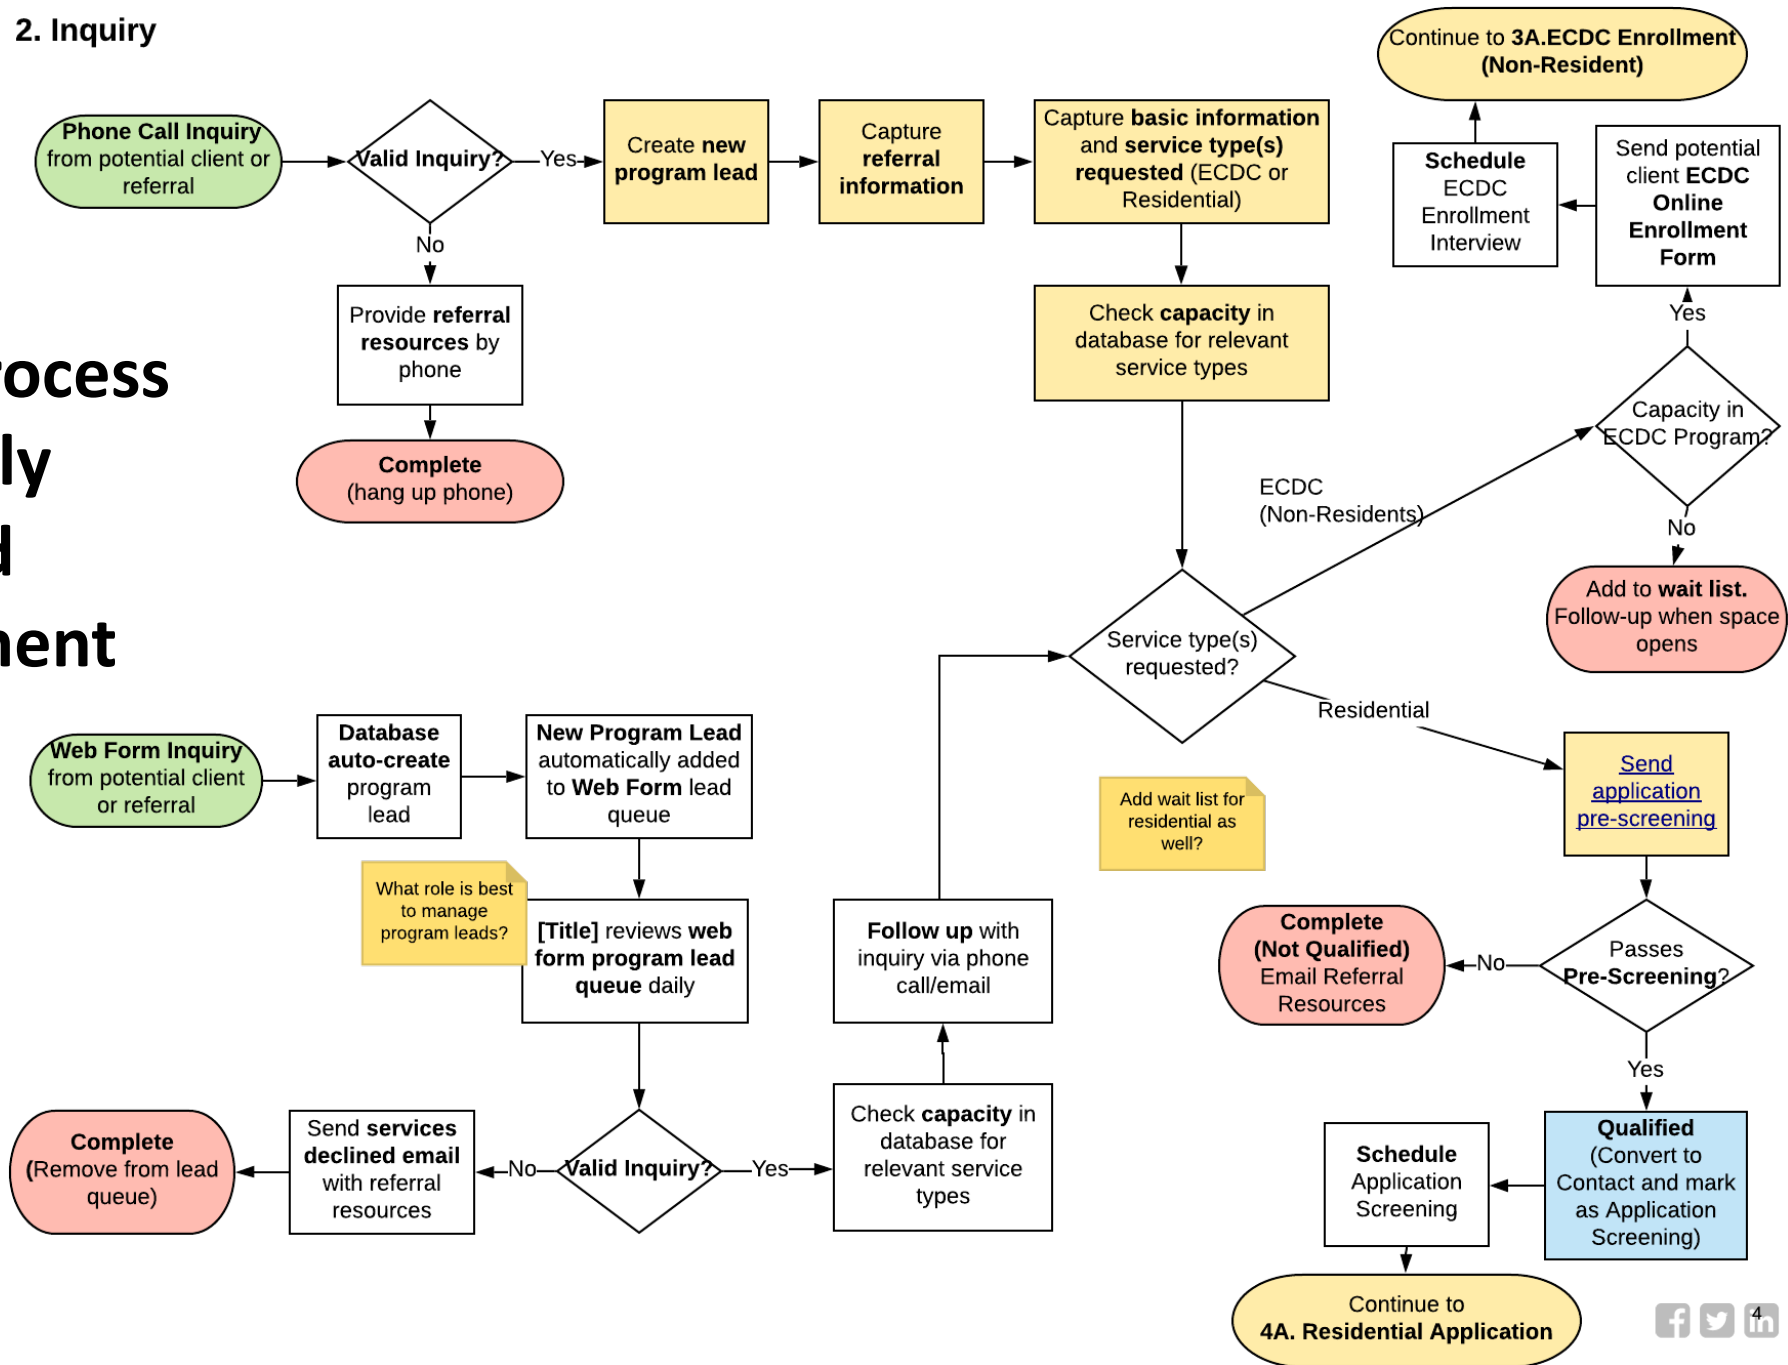 2. Inquiry
Continue to 3A.ECDC Enrollment
(Non-Resident)
Phone Call Inquiry
from potential client or
referral
Valid Inquiry?
Yes
Create new
program lead
Capture
referral
information
Capture basic information
and service type(s)
requested (ECDC or
Residential)
Schedule
ECDC
Enrollment
Interview
Send potential
client ECDC
Online
Enrollment
Form
No
Provide referral
resources by
phone
Check capacity in
database for relevant
service types
Yes
Complete
(hang up phone)
Capacity in
ECDC Program?
ECDC
(Non-Residents)
No
Add to wait list.
Follow-up when space
opens
ocess
ly
d
ent
Service type(s)
requested?
Residential
Web Form Inquiry
from potential client
or referral
Database
auto-create
program
lead
New Program Lead
automatically added
to Web Form lead
queue
Add wait list for
residential as
well?
Send
application
pre-screening
What role is best
to manage
program leads?
[Title] reviews web
form program lead
queue daily
Follow up with
inquiry via phone
call/email
Complete
(Not Qualified)
Email Referral
Resources
No
Passes
Pre-Screening?
Yes
Complete
(Remove from lead
queue)
Send services
declined email
with referral
resources
No
Valid Inquiry?
Yes
Check capacity in
database for
relevant service
types
Schedule
Application
Screening
Qualified
(Convert to
Contact and mark
as Application
Screening)
Continue to
4A. Residential Application
4